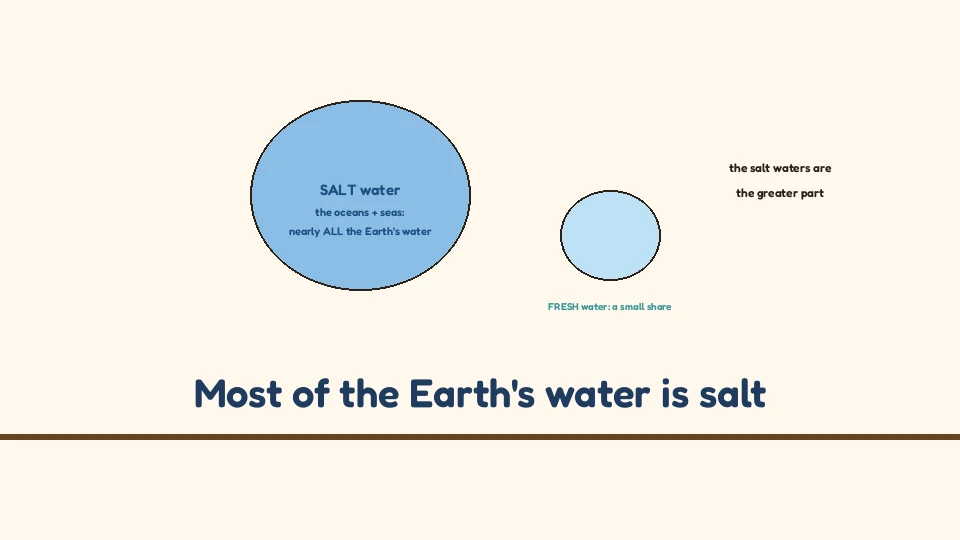 SALT water
the oceans + seas:
nearly ALL the Earth's water
the salt waters are
the greater part
FRESH water: a small share
Most of the Earth's water is salt